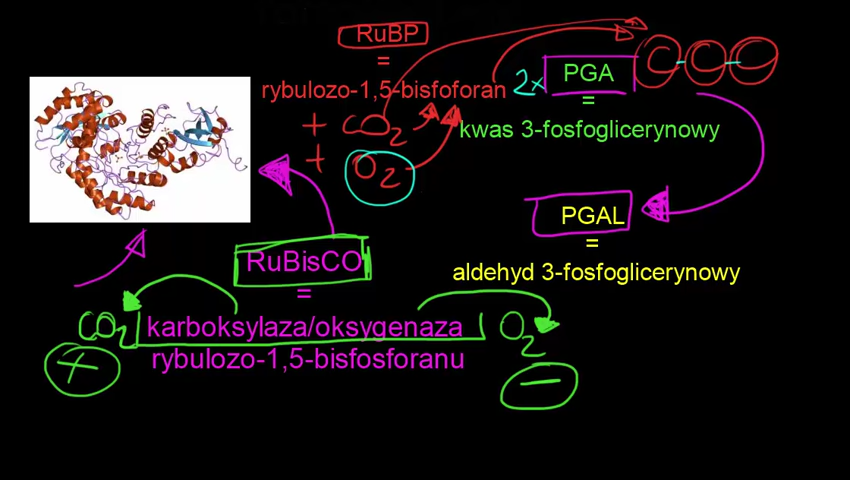 RuBP
=
rybulozo-1,5-bisfoforan
+ CO2
+ O2
2x PGA
C-C-C
=
kwas 3-fosfoglicerynowy
PGAL
=
aldehyd 3-fosfoglicerynowy
RuBisCO
=
CO2 karboksylaza/oksygenaza O2
rybulozo-1,5-bisfosforanu
+ −